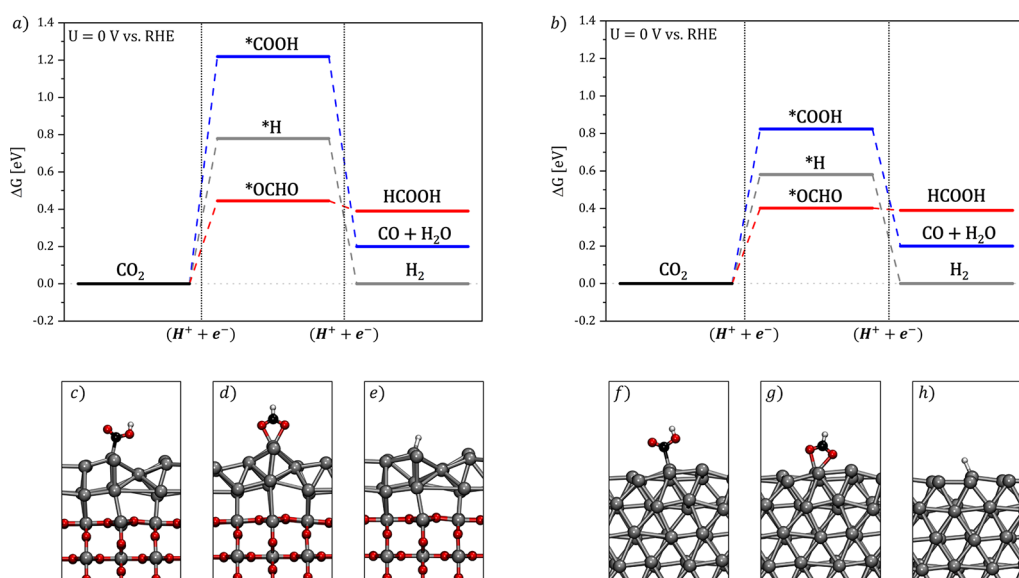 a)
U = 0 V vs. RHE
ΔG [eV]
1.4
1.2
1.0
0.8
0.6
0.4
0.2
0.0
-0.2
*COOH
*H
*OCHO
HCOOH
CO + H₂O
CO₂
H₂
(H⁺ + e⁻)
(H⁺ + e⁻)
b)
U = 0 V vs. RHE
ΔG [eV]
1.4
1.2
1.0
0.8
0.6
0.4
0.2
0.0
-0.2
*COOH
*H
*OCHO
HCOOH
CO + H₂O
CO₂
H₂
(H⁺ + e⁻)
(H⁺ + e⁻)
c)
d)
e)
f)
g)
h)